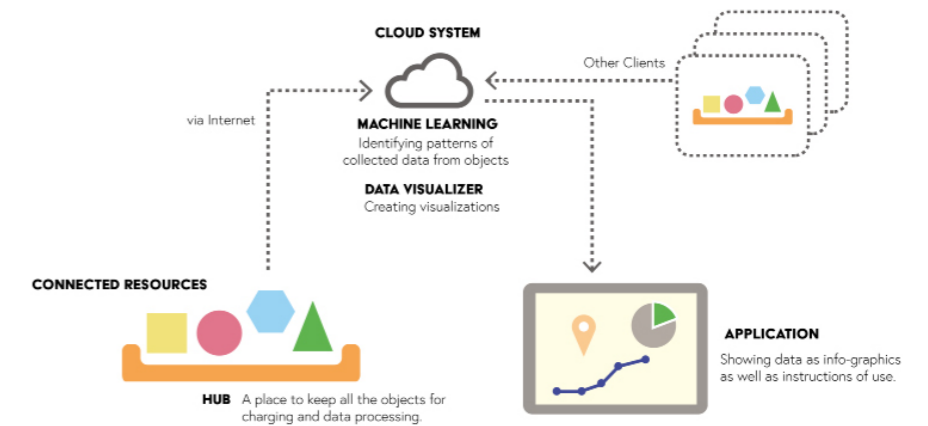 CLOUD SYSTEM
Other Clients
via Internet
MACHINE LEARNING
Identifying patterns of
collected data from objects
DATA VISUALIZER
Creating visualizations
CONNECTED RESOURCES
HUB A place to keep all the objects for
charging and data processing.
APPLICATION
Showing data as info-graphics
as well as instructions of use.